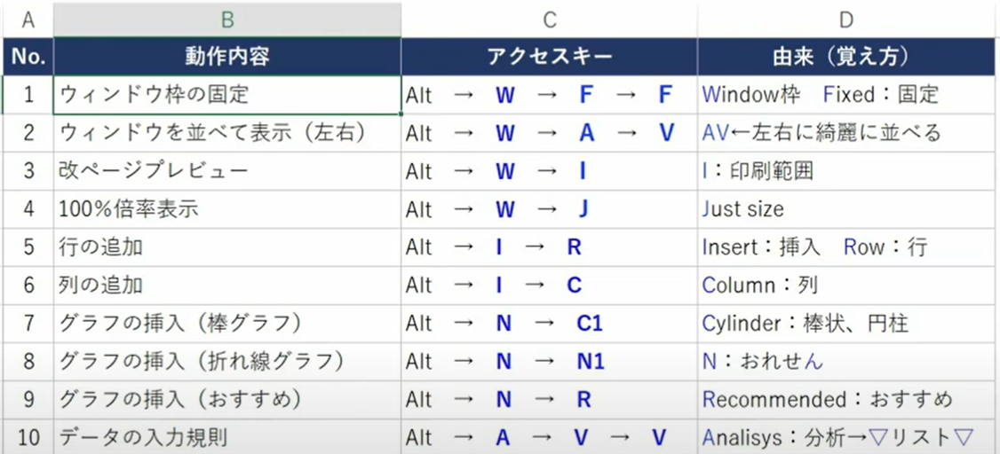 A B C D
No. 動作内容 アクセスキー 由来（覚え方）
1 ウィンドウ枠の固定 Alt → W → F → F Window枠 Fixed：固定
2 ウィンドウを並べて表示（左右） Alt → W → A → V AV←左右に綺麗に並べる
3 改ページプレビュー Alt → W → I I：印刷範囲
4 100%倍率表示 Alt → W → J Just size
5 行の追加 Alt → I → R Insert：挿入 Row：行
6 列の追加 Alt → I → C Column：列
7 グラフの挿入（棒グラフ） Alt → N → C1 Cylinder：棒状、円柱
8 グラフの挿入（折れ線グラフ） Alt → N → N1 N：おれせん
9 グラフの挿入（おすすめ） Alt → N → R Recommended：おすすめ
10 データの入力規則 Alt → A → V → V Analisys：分析→▽リスト▽